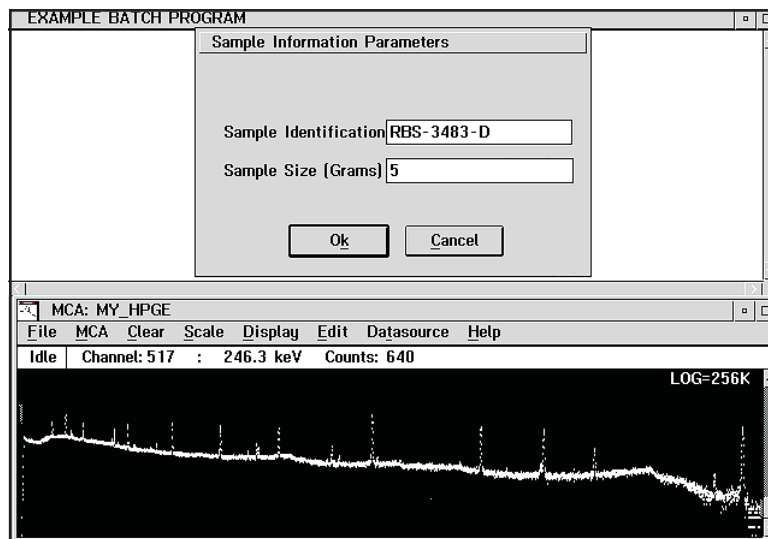 EXAMPLE BATCH PROGRAM
Sample Information Parameters
Sample Identification RBS-3483-D
Sample Size (Grams) 5
Ok Cancel
MCA: MY_HPGE
File MCA Clear Scale Display Edit Datasource Help
Idle Channel: 517 : 246.3 keV Counts: 640
LOG=256K